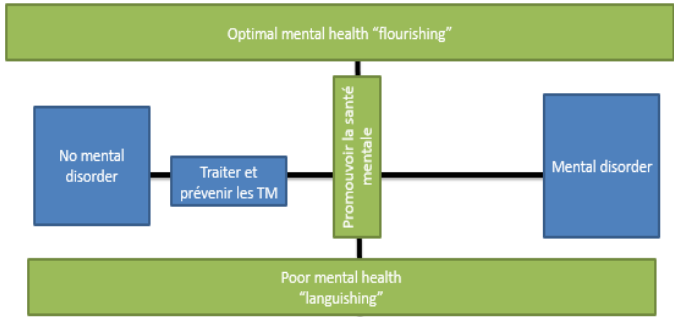 Optimal mental health “flourishing”
No mental
disorder
Traiter et
prévenir les TM
Promouvoir la santé
mentale
Mental disorder
Poor mental health
“languishing”